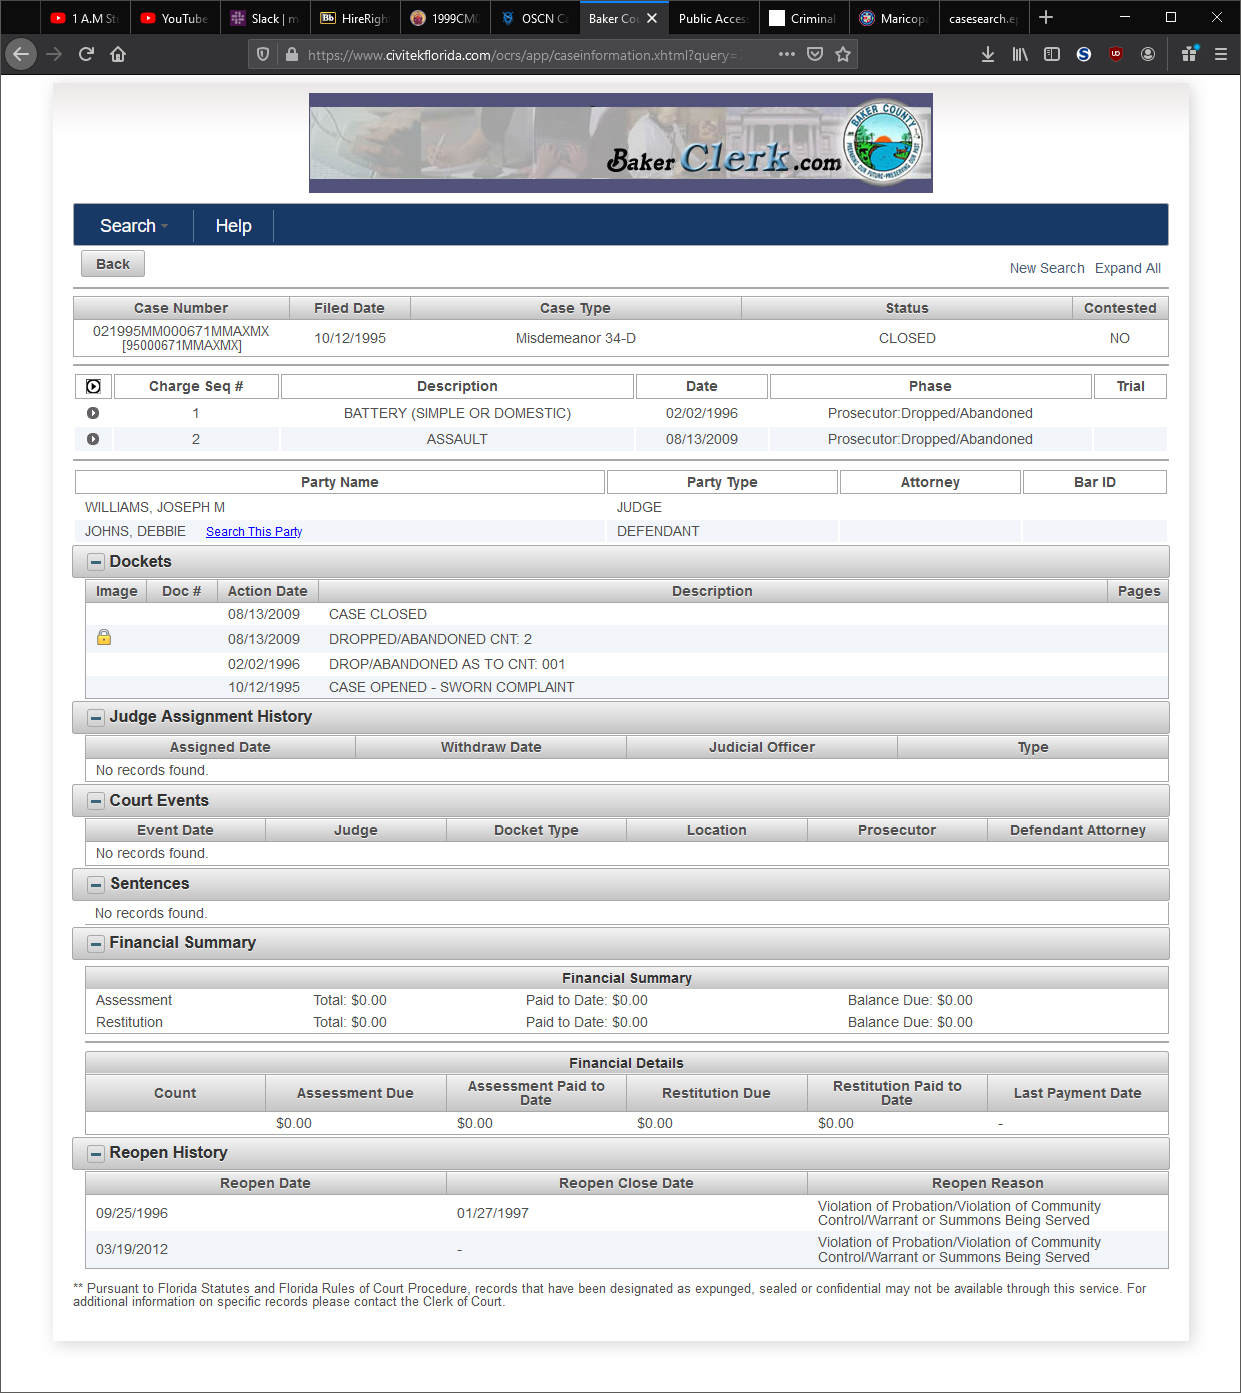 1 A.M Stu
YouTube
Slack | m
HireRigh
1999CM0
OSCN Ca
Baker Cou
Public Access
Criminal
Maricopa
casesearch.ep
https://www.civitekflorida.com/ocrs/app/caseinformation.xhtml?query=
BAKER COUNTY
PREPARING OUR FUTURE-PRESERVING OUR PAST
Baker Clerk.com
Search Help
Back
New Search Expand All
Case Number Filed Date Case Type Status Contested
021995MM000671MMAXMX
[95000671MMAXMX] 10/12/1995 Misdemeanor 34-D CLOSED NO
Charge Seq # Description Date Phase Trial
1 BATTERY (SIMPLE OR DOMESTIC) 02/02/1996 Prosecutor:Dropped/Abandoned
2 ASSAULT 08/13/2009 Prosecutor:Dropped/Abandoned
Party Name Party Type Attorney Bar ID
WILLIAMS, JOSEPH M JUDGE
JOHNS, DEBBIE Search This Party DEFENDANT
Dockets
Image Doc # Action Date Description Pages
08/13/2009 CASE CLOSED
08/13/2009 DROPPED/ABANDONED CNT: 2
02/02/1996 DROP/ABANDONED AS TO CNT: 001
10/12/1995 CASE OPENED - SWORN COMPLAINT
Judge Assignment History
Assigned Date Withdraw Date Judicial Officer Type
No records found.
Court Events
Event Date Judge Docket Type Location Prosecutor Defendant Attorney
No records found.
Sentences
No records found.
Financial Summary
Financial Summary
Assessment Total: $0.00 Paid to Date: $0.00 Balance Due: $0.00
Restitution Total: $0.00 Paid to Date: $0.00 Balance Due: $0.00
Financial Details
Count Assessment Due Assessment Paid to Date Restitution Due Restitution Paid to Date Last Payment Date
$0.00 $0.00 $0.00 $0.00 -
Reopen History
Reopen Date Reopen Close Date Reopen Reason
09/25/1996 01/27/1997 Violation of Probation/Violation of Community
Control/Warrant or Summons Being Served
03/19/2012 - Violation of Probation/Violation of Community
Control/Warrant or Summons Being Served
** Pursuant to Florida Statutes and Florida Rules of Court Procedure, records that have been designated as expunged, sealed or confidential may not be available through this service. For
additional information on specific records please contact the Clerk of Court.